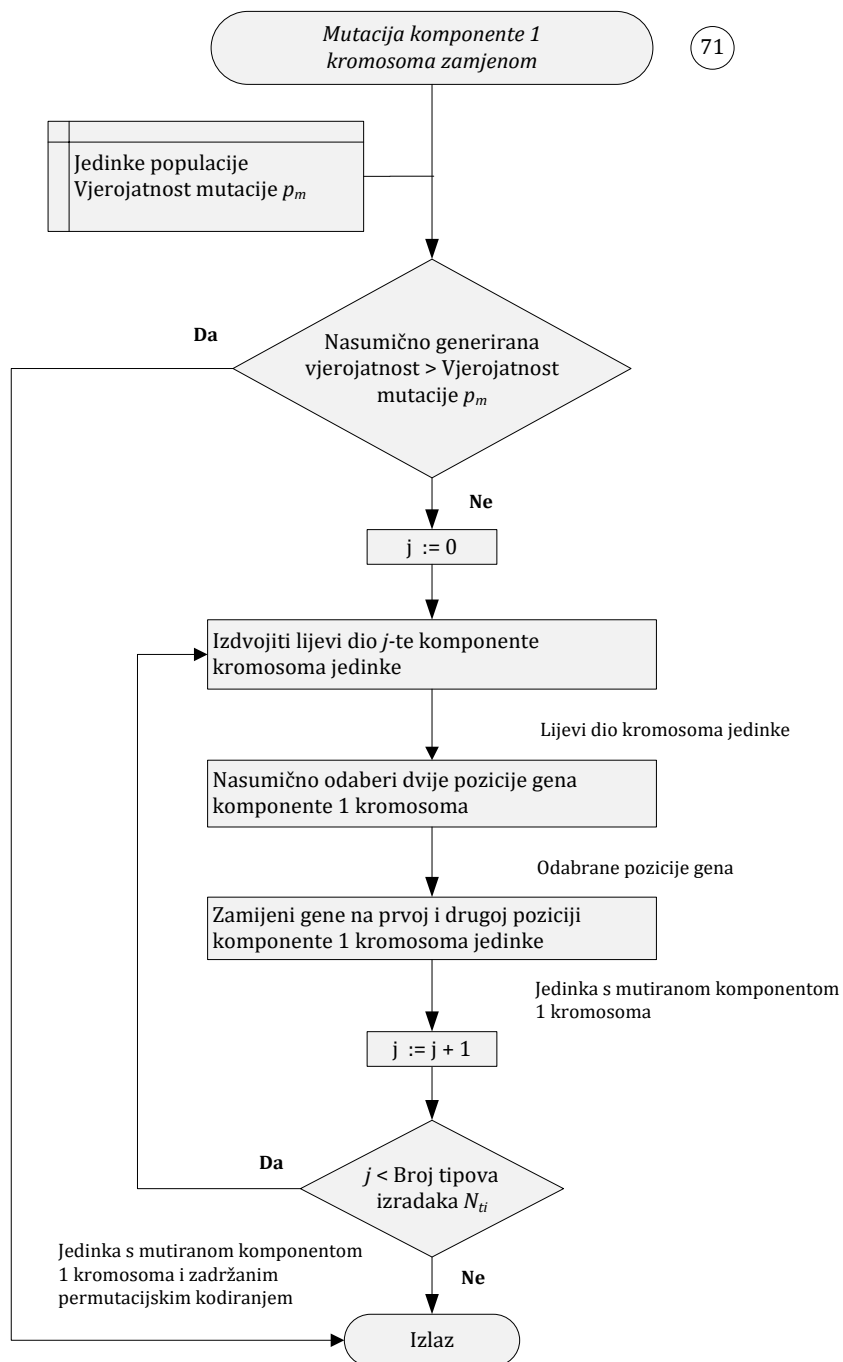 Mutacija komponente 1
kromosoma zamjenom
71
Jedinke populacije
Vjerojatnost mutacije pm
Da
Nasumično generirana
vjerojatnost > Vjerojatnost
mutacije pm
Ne
j := 0
Izdvojiti lijevi dio j-te komponente
kromosoma jedinke
Lijevi dio kromosoma jedinke
Nasumično odaberi dvije pozicije gena
komponente 1 kromosoma
Odabrane pozicije gena
Zamijeni gene na prvoj i drugoj poziciji
komponente 1 kromosoma jedinke
Jedinka s mutiranom komponentom
1 kromosoma
j := j + 1
Da
j < Broj tipova
izradaka Nti
Jedinka s mutiranom komponentom
1 kromosoma i zadržanim
permutacijskim kodiranjem
Ne
Izlaz